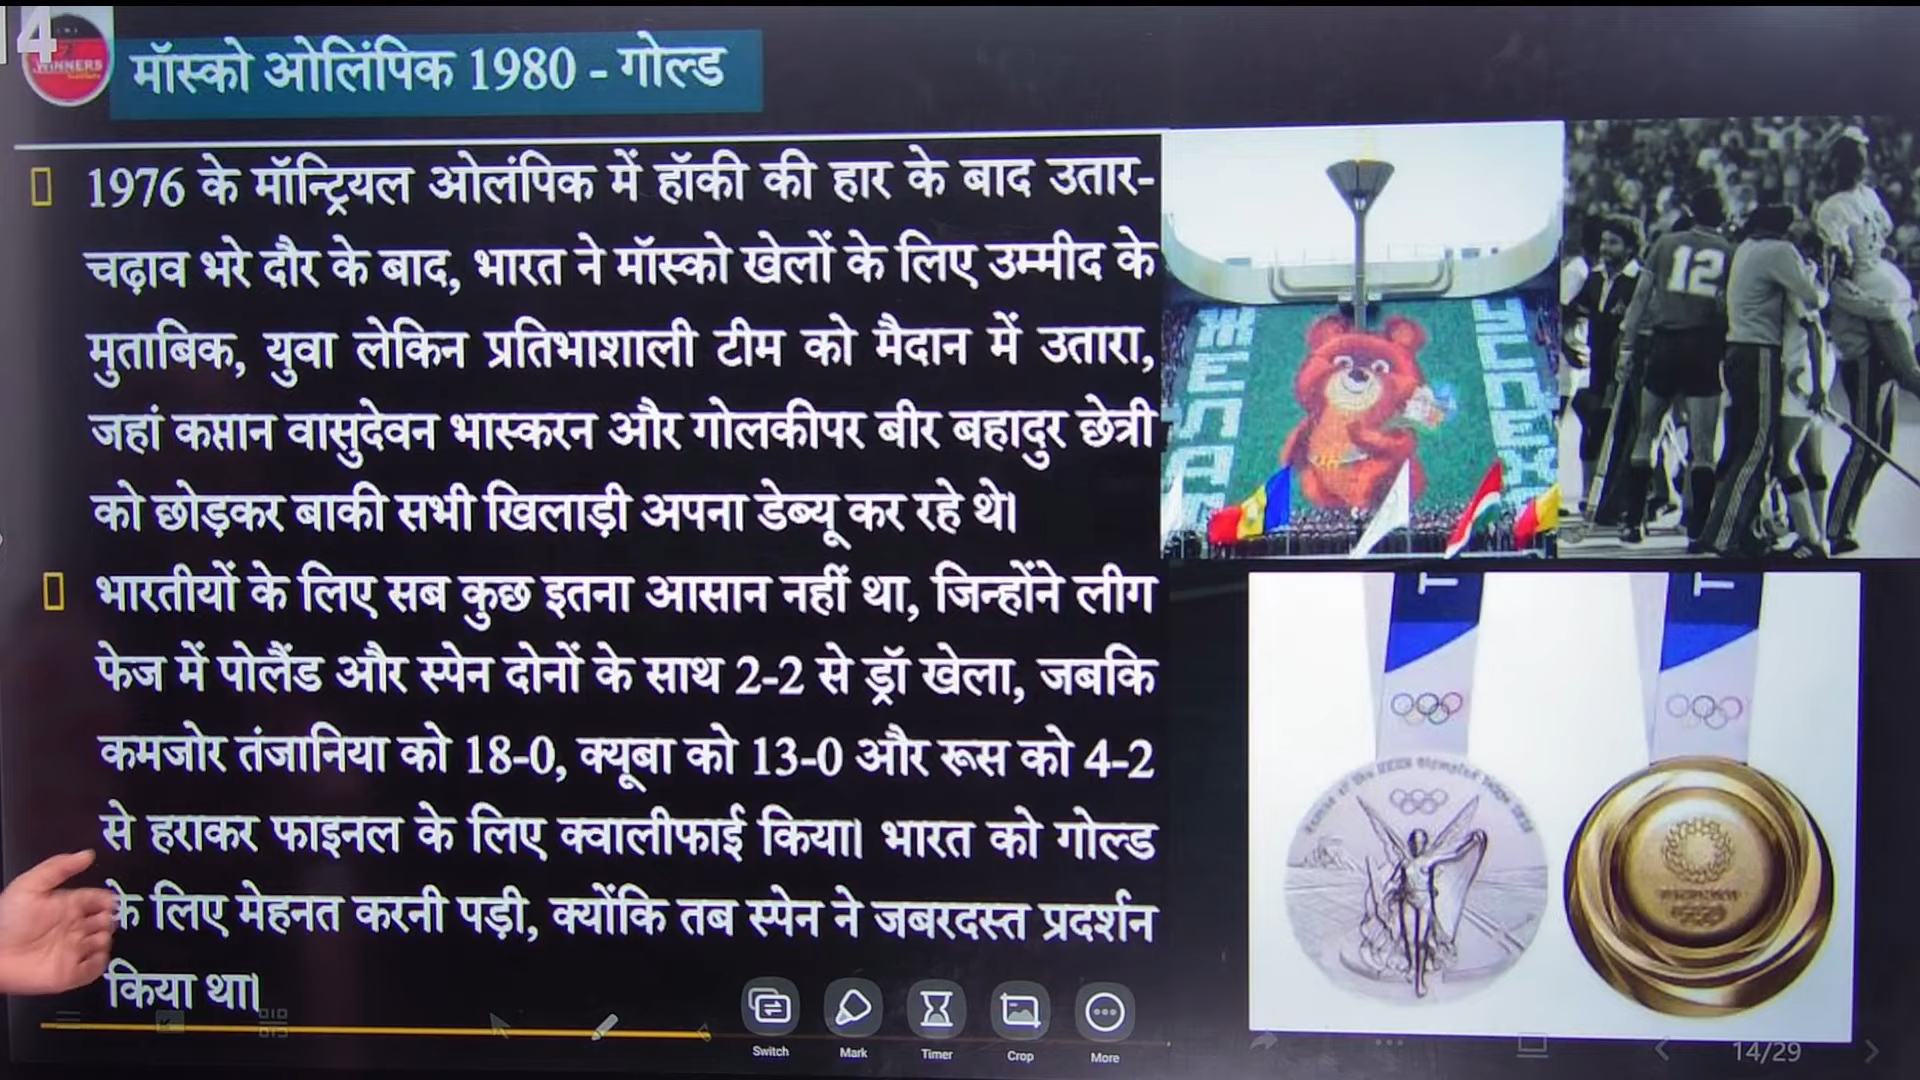 14
WINNERS
Institute
मॉस्को ओलिंपिक 1980 - गोल्ड
1976 के मॉन्ट्रियल ओलंपिक में हॉकी की हार के बाद उतार-
चढ़ाव भरे दौर के बाद, भारत ने मॉस्को खेलों के लिए उम्मीद के
मुताबिक, युवा लेकिन प्रतिभाशाली टीम को मैदान में उतारा,
जहां कप्तान वासुदेवन भास्करन और गोलकीपर बीर बहादुर छेत्री
को छोड़कर बाकी सभी खिलाड़ी अपना डेब्यू कर रहे थे।
भारतीयों के लिए सब कुछ इतना आसान नहीं था, जिन्होंने लीग
फेज में पोलैंड और स्पेन दोनों के साथ 2-2 से ड्रॉ खेला, जबकि
कमजोर तंजानिया को 18-0, क्यूबा को 13-0 और रूस को 4-2
से हराकर फाइनल के लिए क्वालीफाई किया। भारत को गोल्ड
के लिए मेहनत करनी पड़ी, क्योंकि तब स्पेन ने जबरदस्त प्रदर्शन
किया था।
12
Switch
Mark
Timer
Crop
More
14/29